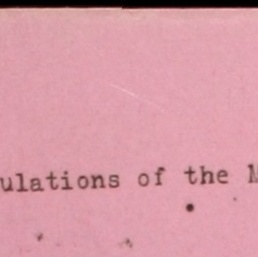 ulations of the M